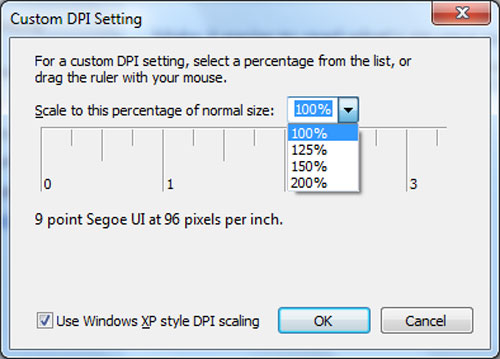 Custom DPI Setting
For a custom DPI setting, select a percentage from the list, or
drag the ruler with your mouse.
Scale to this percentage of normal size: 100%
100%
125%
150%
200%
0 1 3
9 point Segoe UI at 96 pixels per inch.
Use Windows XP style DPI scaling OK Cancel